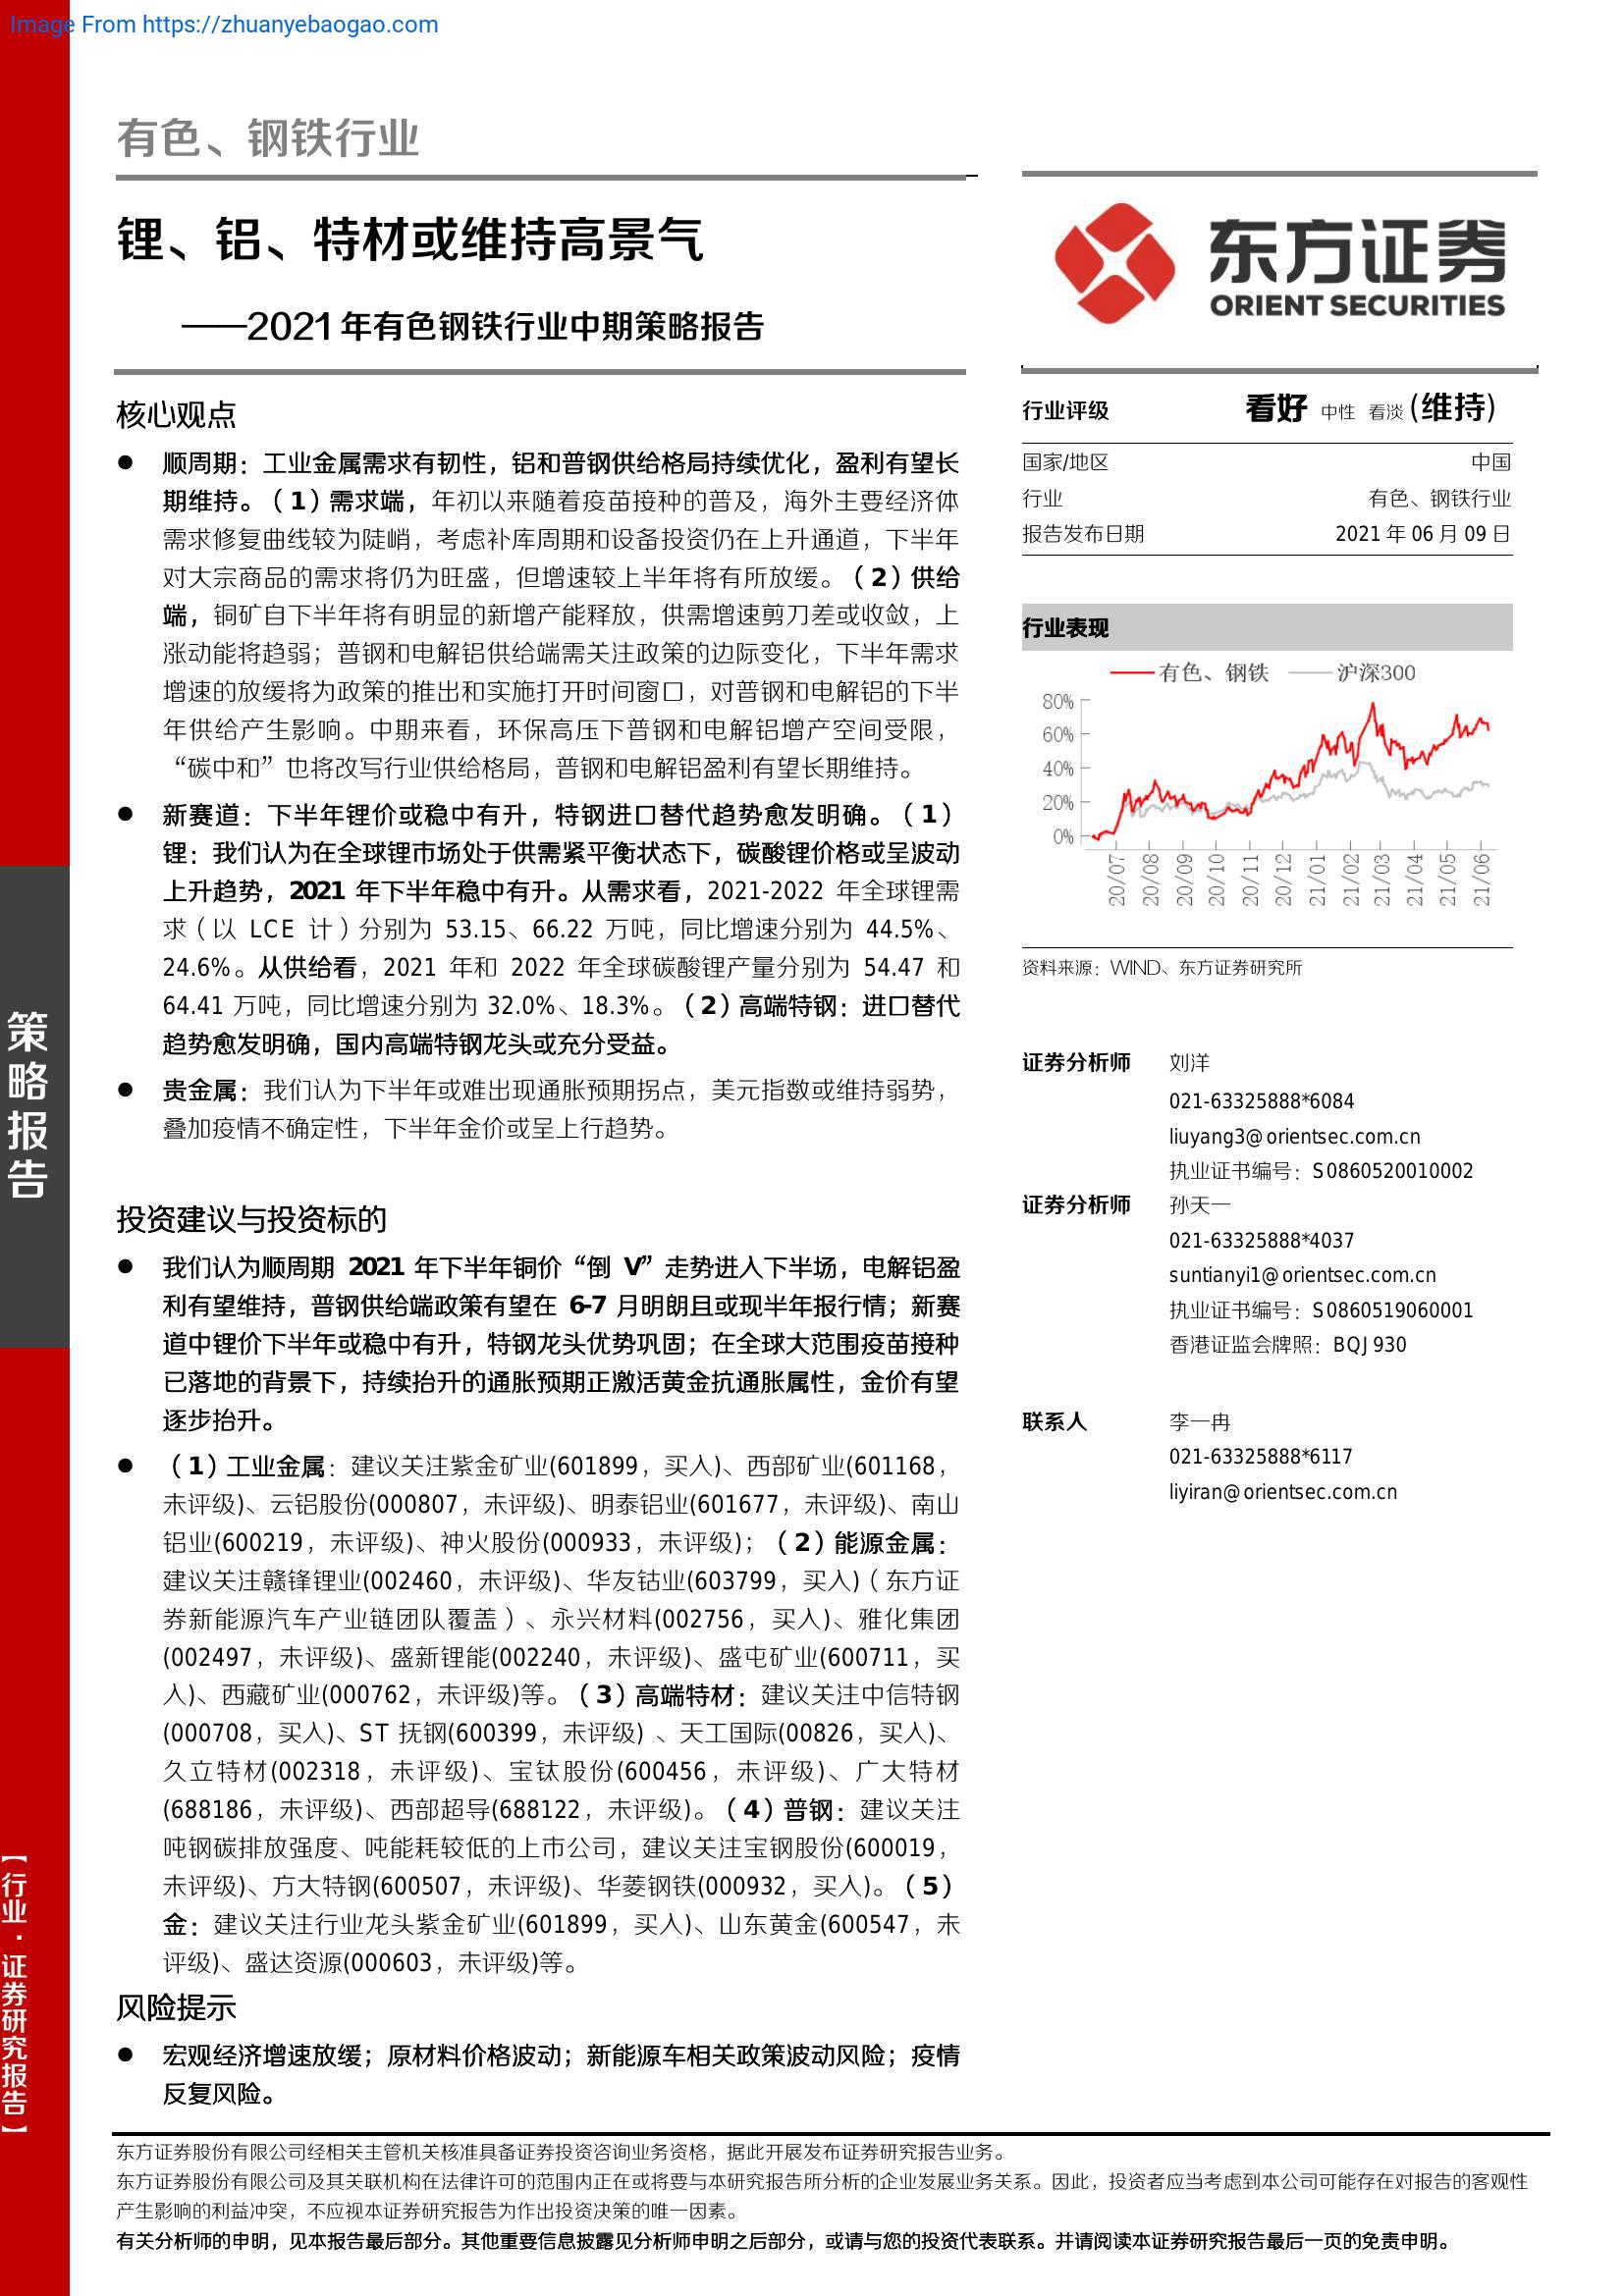 Image From https://zhuanyebaogao.com
有色、钢铁行业
锂、铝、特材或维持高景气
——2021年有色钢铁行业中期策略报告
核心观点
● 顺周期：工业金属需求有韧性，铝和普钢供给格局持续优化，盈利有望长
期维持。（1）需求端，年初以来随着疫苗接种的普及，海外主要经济体
需求修复曲线较为陡峭，考虑补库周期和设备投资仍在上升通道，下半年
对大宗商品的需求将仍为旺盛，但增速较上半年将有所放缓。（2）供给
端，铜矿自下半年将有明显的新增产能释放，供需增速剪刀差或收敛，上
涨动能将趋弱；普钢和电解铝供给端需关注政策的边际变化，下半年需求
增速的放缓将为政策的推出和实施打开时间窗口，对普钢和电解铝的下半
年供给产生影响。中期来看，环保高压下普钢和电解铝增产空间受限，
“碳中和”也将改写行业供给格局，普钢和电解铝盈利有望长期维持。
● 新赛道：下半年锂价或稳中有升，特钢进口替代趋势愈发明确。（1）
锂：我们认为在全球锂市场处于供需紧平衡状态下，碳酸锂价格或呈波动
上升趋势，2021 年下半年稳中有升。从需求看，2021-2022 年全球锂需
求（以 LCE 计）分别为 53.15、66.22 万吨，同比增速分别为 44.5%、
24.6%。从供给看，2021 年和 2022 年全球碳酸锂产量分别为 54.47 和
64.41 万吨，同比增速分别为 32.0%、18.3%。（2）高端特钢：进口替代
趋势愈发明确，国内高端特钢龙头或充分受益。
● 贵金属：我们认为下半年或难出现通胀预期拐点，美元指数或维持弱势，
叠加疫情不确定性，下半年金价或呈上行趋势。
投资建议与投资标的
● 我们认为顺周期 2021 年下半年铜价“倒 V”走势进入下半场，电解铝盈
利有望维持，普钢供给端政策有望在 6-7 月明朗且或现半年报行情；新赛
道中锂价下半年或稳中有升，特钢龙头优势巩固；在全球大范围疫苗接种
已落地的背景下，持续抬升的通胀预期正激活黄金抗通胀属性，金价有望
逐步抬升。
● （1）工业金属：建议关注紫金矿业(601899，买入)、西部矿业(601168，
未评级)、云铝股份(000807，未评级)、明泰铝业(601677，未评级)、南山
铝业(600219，未评级)、神火股份(000933，未评级)；（2）能源金属：
建议关注赣锋锂业(002460，未评级)、华友钴业(603799，买入)（东方证
券新能源汽车产业链团队覆盖）、永兴材料(002756，买入)、雅化集团
(002497，未评级)、盛新锂能(002240，未评级)、盛屯矿业(600711，买
入)、西藏矿业(000762，未评级)等。（3）高端特材：建议关注中信特钢
(000708，买入)、ST 抚钢(600399，未评级) 、天工国际(00826，买入)、
久立特材(002318，未评级)、宝钛股份(600456，未评级)、广大特材
(688186，未评级)、西部超导(688122，未评级)。（4）普钢：建议关注
吨钢碳排放强度、吨能耗较低的上市公司，建议关注宝钢股份(600019，
未评级)、方大特钢(600507，未评级)、华菱钢铁(000932，买入)。（5）
金：建议关注行业龙头紫金矿业(601899，买入)、山东黄金(600547，未
评级)、盛达资源(000603，未评级)等。
风险提示
● 宏观经济增速放缓；原材料价格波动；新能源车相关政策波动风险；疫情
反复风险。
东方证券
ORIENT SECURITIES
行业评级 看好 中性 看淡 (维持)
国家/地区 中国
行业 有色、钢铁行业
报告发布日期 2021 年 06 月 09 日
行业表现
有色、钢铁 沪深300
80%
60%
40%
20%
0%
20/07 20/08 20/09 20/10 20/11 20/12 21/01 21/02 21/03 21/04 21/05 21/06
资料来源：WIND、东方证券研究所
证券分析师 刘洋
021-63325888*6084
liuyang3@orientsec.com.cn
执业证书编号：S0860520010002
证券分析师 孙天一
021-63325888*4037
suntianyi1@orientsec.com.cn
执业证书编号：S0860519060001
香港证监会牌照：BQJ930
联系人 李一冉
021-63325888*6117
liyiran@orientsec.com.cn
策略报告
【行业·证券研究报告】
东方证券股份有限公司经相关主管机关核准具备证券投资咨询业务资格，据此开展发布证券研究报告业务。
东方证券股份有限公司及其关联机构在法律许可的范围内正在或将要与本研究报告所分析的企业发展业务关系。因此，投资者应当考虑到本公司可能存在对报告的客观性
产生影响的利益冲突，不应视本证券研究报告为作出投资决策的唯一因素。
有关分析师的申明，见本报告最后部分。其他重要信息披露见分析师申明之后部分，或请与您的投资代表联系。并请阅读本证券研究报告最后一页的免责申明。